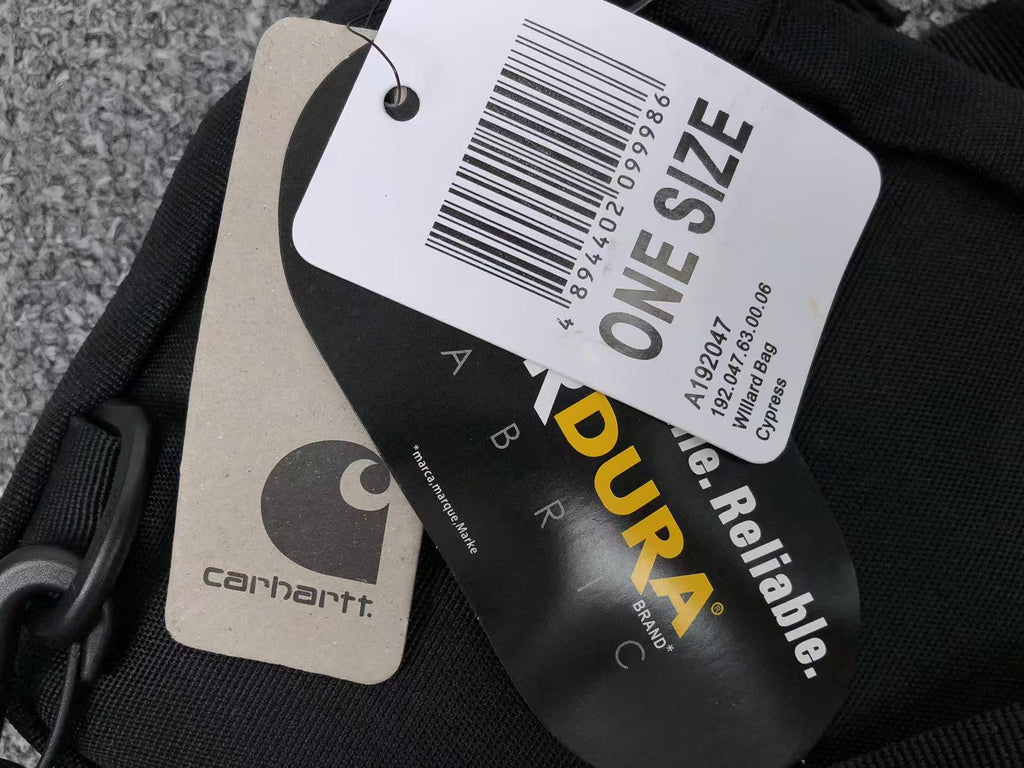 4 894402 099986
ONE SIZE
A192047
192.047.63.00.06
WIllard Bag
Cypress
carhartt.
DURA®
BRAND*
Reliable.
ABRIC
*marca,marque,Marke